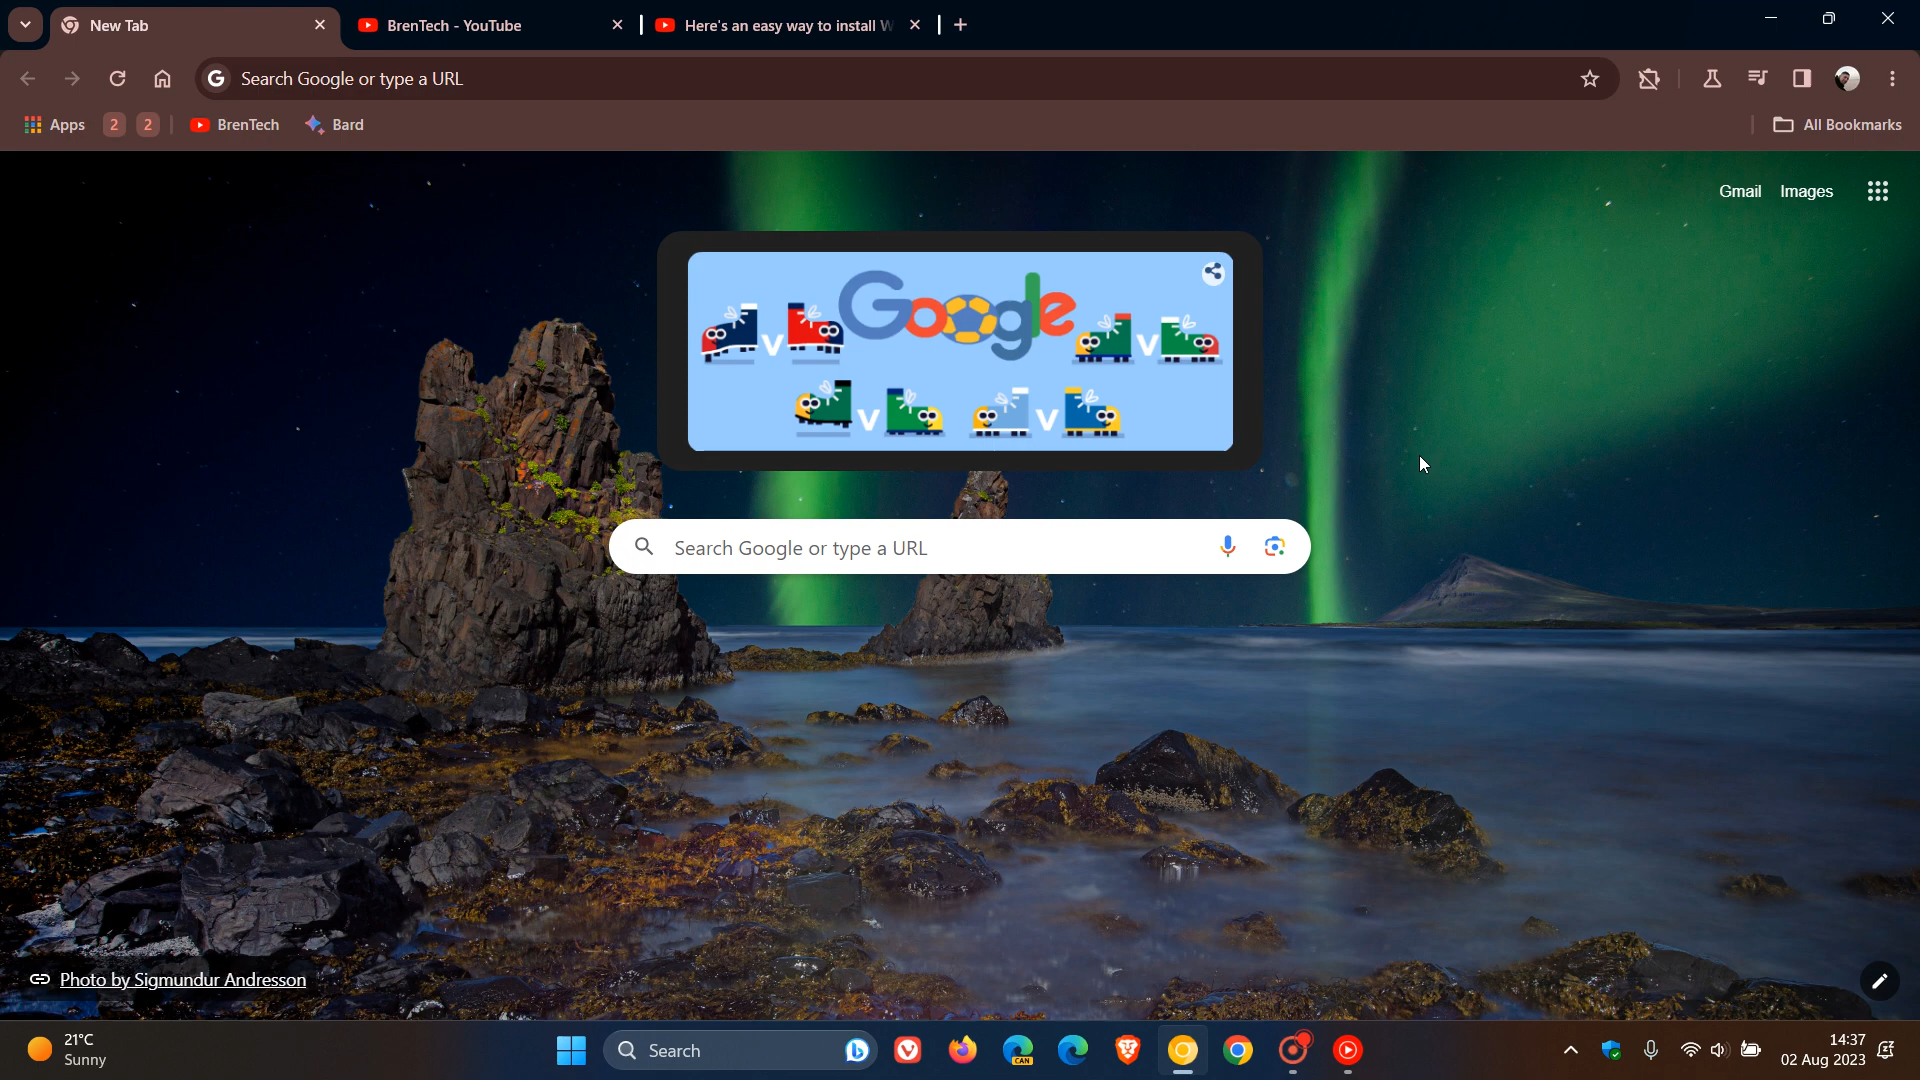 New Tab
BrenTech - YouTube
Here's an easy way to install W
Search Google or type a URL
Apps
2
2
BrenTech
Bard
All Bookmarks
Gmail
Images
Google
V
V
V
V
Search Google or type a URL
Photo by Sigmundur Andresson
21°C
Sunny
Search
CAN
14:37
02 Aug 2023